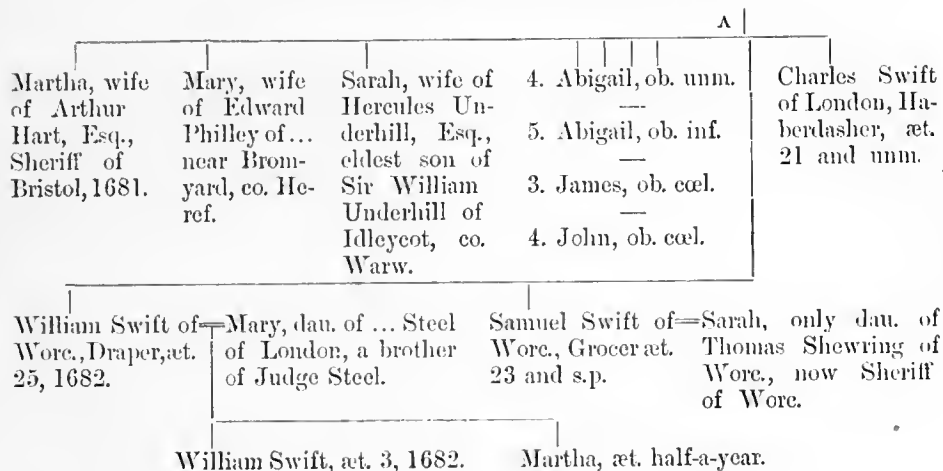 A
Martha, wife
of Arthur
Hart, Esq.,
Sheriff of
Bristol, 1681.
Mary, wife
of Edward
Philley of...
near Brom-
yard, co. He-
ref.
Sarah, wife of
Hercules Un-
derhill, Esq.,
eldest son of
Sir William
Underhill of
Idleycot, co.
Warw.
4. Abigail, ob. unm.
—
5. Abigail, ob. inf.
—
3. James, ob. cœl.
—
4. John, ob. cœl.
Charles Swift
of London, Ha-
berdasher, æt.
21 and unm.
William Swift of
Worc., Draper, æt.
25, 1682.
=Mary, dau. of ... Steel
of London, a brother
of Judge Steel.
Samuel Swift of
Worc., Grocer æt.
23 and s.p.
=Sarah, only dau. of
Thomas Shewring of
Worc., now Sheriff
of Worc.
William Swift, æt. 3, 1682.
Martha, æt. half-a-year.